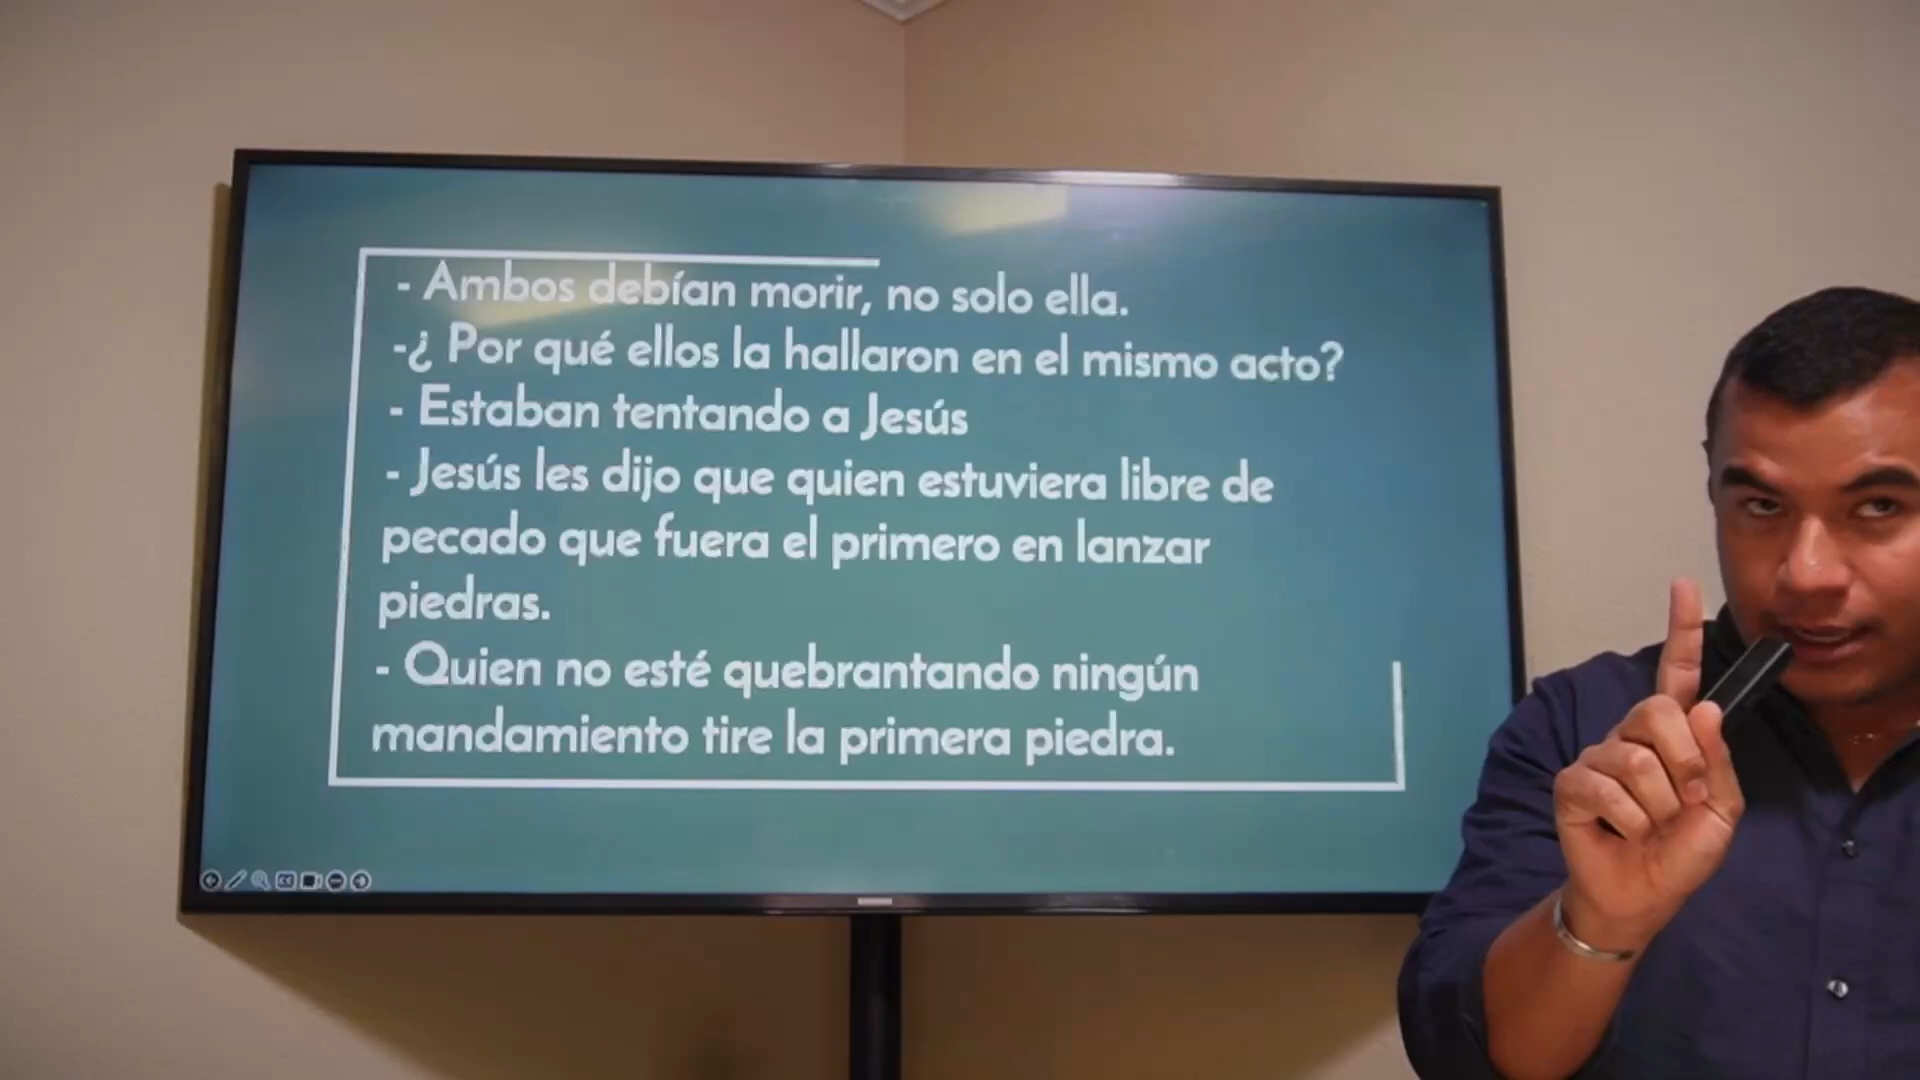 - Ambos debían morir, no solo ella.
-¿ Por qué ellos la hallaron en el mismo acto?
- Estaban tentando a Jesús
- Jesús les dijo que quien estuviera libre de
pecado que fuera el primero en lanzar
piedras.
- Quien no esté quebrantando ningún
mandamiento tire la primera piedra.